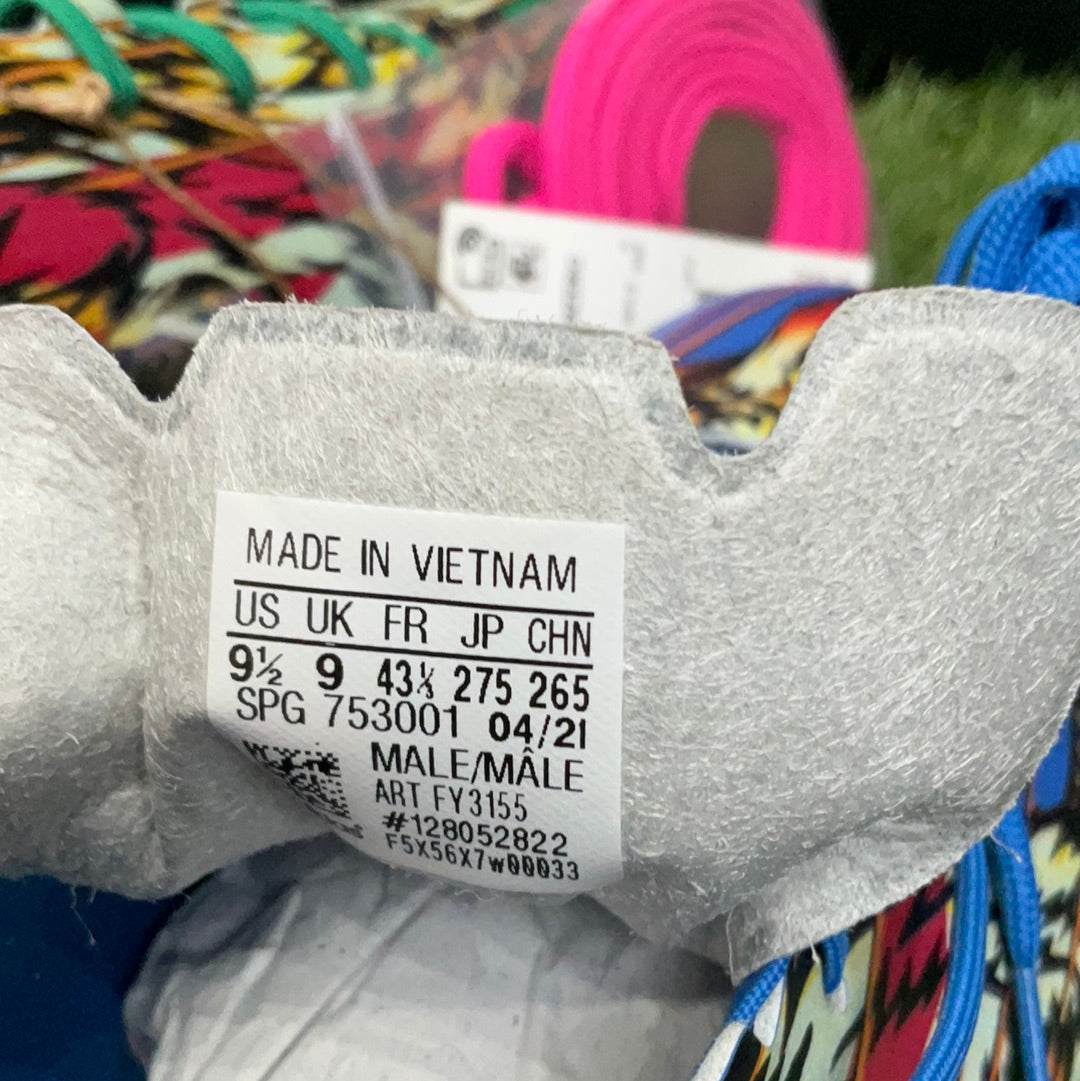 MADE IN VIETNAM
US UK FR JP CHN
9½ 9 43⅓ 275 265
SPG 753001 04/21
MALE/MÂLE
ART FY3155
#128052822
F5X56X7w00033